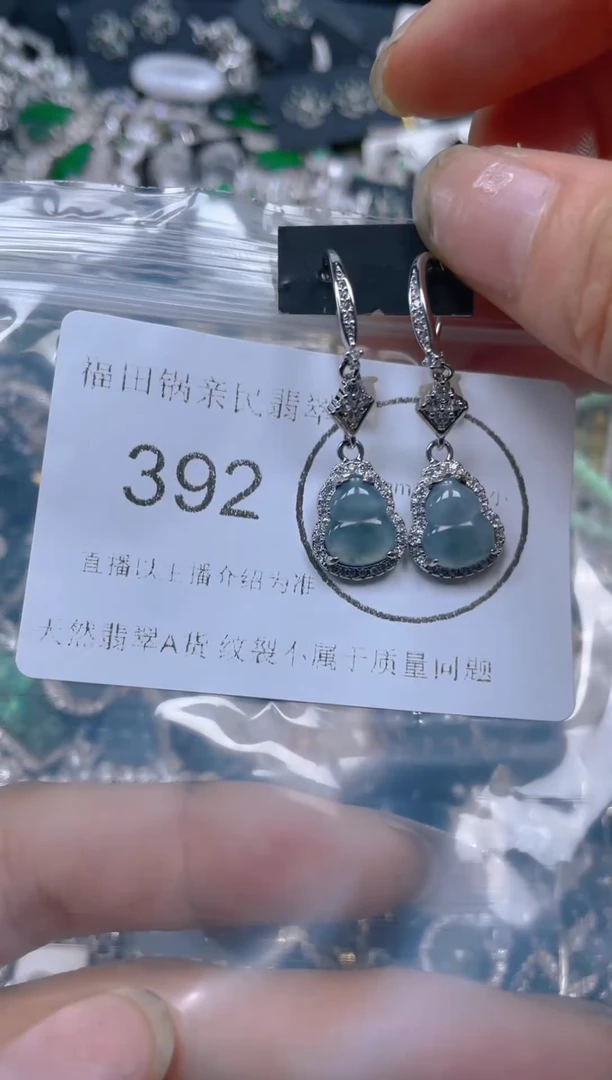 福田锅亲民翡翠
392
直播以主播介绍为准
天然翡翠A货 纹裂不属于质量问题